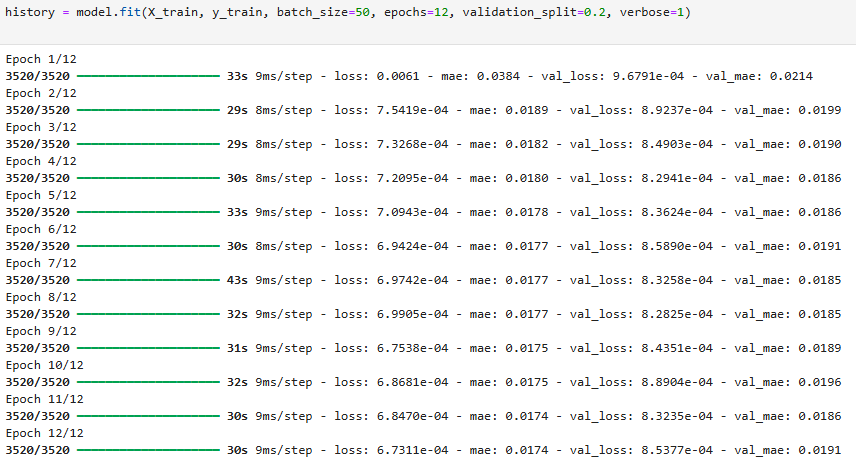 history = model.fit(X_train, y_train, batch_size=50, epochs=12, validation_split=0.2, verbose=1)
Epoch 1/12
3520/3520 ━━━━━━━━━━━━━━━━━━━━ 33s 9ms/step - loss: 0.0061 - mae: 0.0384 - val_loss: 9.6791e-04 - val_mae: 0.0214
Epoch 2/12
3520/3520 ━━━━━━━━━━━━━━━━━━━━ 29s 8ms/step - loss: 7.5419e-04 - mae: 0.0189 - val_loss: 8.9237e-04 - val_mae: 0.0199
Epoch 3/12
3520/3520 ━━━━━━━━━━━━━━━━━━━━ 29s 8ms/step - loss: 7.3268e-04 - mae: 0.0182 - val_loss: 8.4903e-04 - val_mae: 0.0190
Epoch 4/12
3520/3520 ━━━━━━━━━━━━━━━━━━━━ 30s 8ms/step - loss: 7.2095e-04 - mae: 0.0180 - val_loss: 8.2941e-04 - val_mae: 0.0186
Epoch 5/12
3520/3520 ━━━━━━━━━━━━━━━━━━━━ 33s 9ms/step - loss: 7.0943e-04 - mae: 0.0178 - val_loss: 8.3624e-04 - val_mae: 0.0186
Epoch 6/12
3520/3520 ━━━━━━━━━━━━━━━━━━━━ 30s 8ms/step - loss: 6.9424e-04 - mae: 0.0177 - val_loss: 8.5890e-04 - val_mae: 0.0191
Epoch 7/12
3520/3520 ━━━━━━━━━━━━━━━━━━━━ 43s 9ms/step - loss: 6.9742e-04 - mae: 0.0177 - val_loss: 8.3258e-04 - val_mae: 0.0185
Epoch 8/12
3520/3520 ━━━━━━━━━━━━━━━━━━━━ 32s 9ms/step - loss: 6.9905e-04 - mae: 0.0177 - val_loss: 8.2825e-04 - val_mae: 0.0185
Epoch 9/12
3520/3520 ━━━━━━━━━━━━━━━━━━━━ 31s 9ms/step - loss: 6.7538e-04 - mae: 0.0175 - val_loss: 8.4351e-04 - val_mae: 0.0189
Epoch 10/12
3520/3520 ━━━━━━━━━━━━━━━━━━━━ 32s 9ms/step - loss: 6.8681e-04 - mae: 0.0175 - val_loss: 8.8904e-04 - val_mae: 0.0196
Epoch 11/12
3520/3520 ━━━━━━━━━━━━━━━━━━━━ 30s 9ms/step - loss: 6.8470e-04 - mae: 0.0174 - val_loss: 8.3235e-04 - val_mae: 0.0186
Epoch 12/12
3520/3520 ━━━━━━━━━━━━━━━━━━━━ 30s 9ms/step - loss: 6.7311e-04 - mae: 0.0174 - val_loss: 8.5377e-04 - val_mae: 0.0191